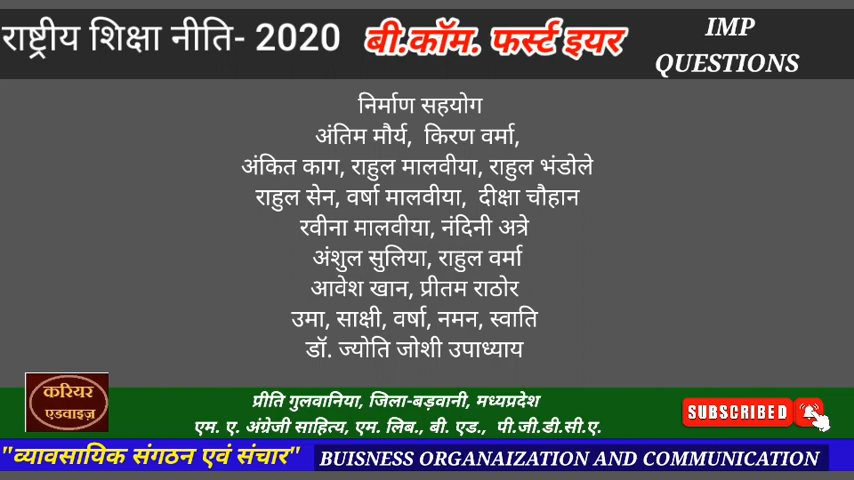 राष्ट्रीय शिक्षा नीति- 2020 बी.कॉम. फर्स्ट इयर IMP QUESTIONS
निर्माण सहयोग
अंतिम मौर्य, किरण वर्मा,
अंकित काग, राहुल मालवीया, राहुल भंडोले
राहुल सेन, वर्षा मालवीया, दीक्षा चौहान
रवीना मालवीया, नंदिनी अत्रे
अंशुल सुलिया, राहुल वर्मा
आवेश खान, प्रीतम राठोर
उमा, साक्षी, वर्षा, नमन, स्वाति
डॉ. ज्योति जोशी उपाध्याय
करियर
एडवाइज़
प्रीति गुलवानिया, जिला-बड़वानी, मध्यप्रदेश
एम. ए. अंग्रेजी साहित्य, एम. लिब., बी. एड., पी.जी.डी.सी.ए.
SUBSCRIBED
"व्यावसायिक संगठन एवं संचार" BUISNESS ORGANAIZATION AND COMMUNICATION